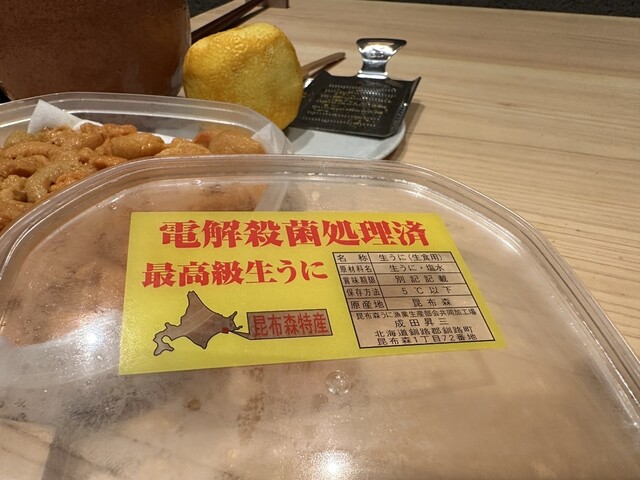 電解殺菌処理済
最高級生うに
昆布森特産
名 称 生うに(生食用)
原材料名 生うに・塩水
賞味期限 別記記載
保存方法 5℃以下
原産地 昆布森
昆布森うに漁業生産部会共同加工場
成田昇三
北海道釧路郡釧路町
昆布森1丁目72番地